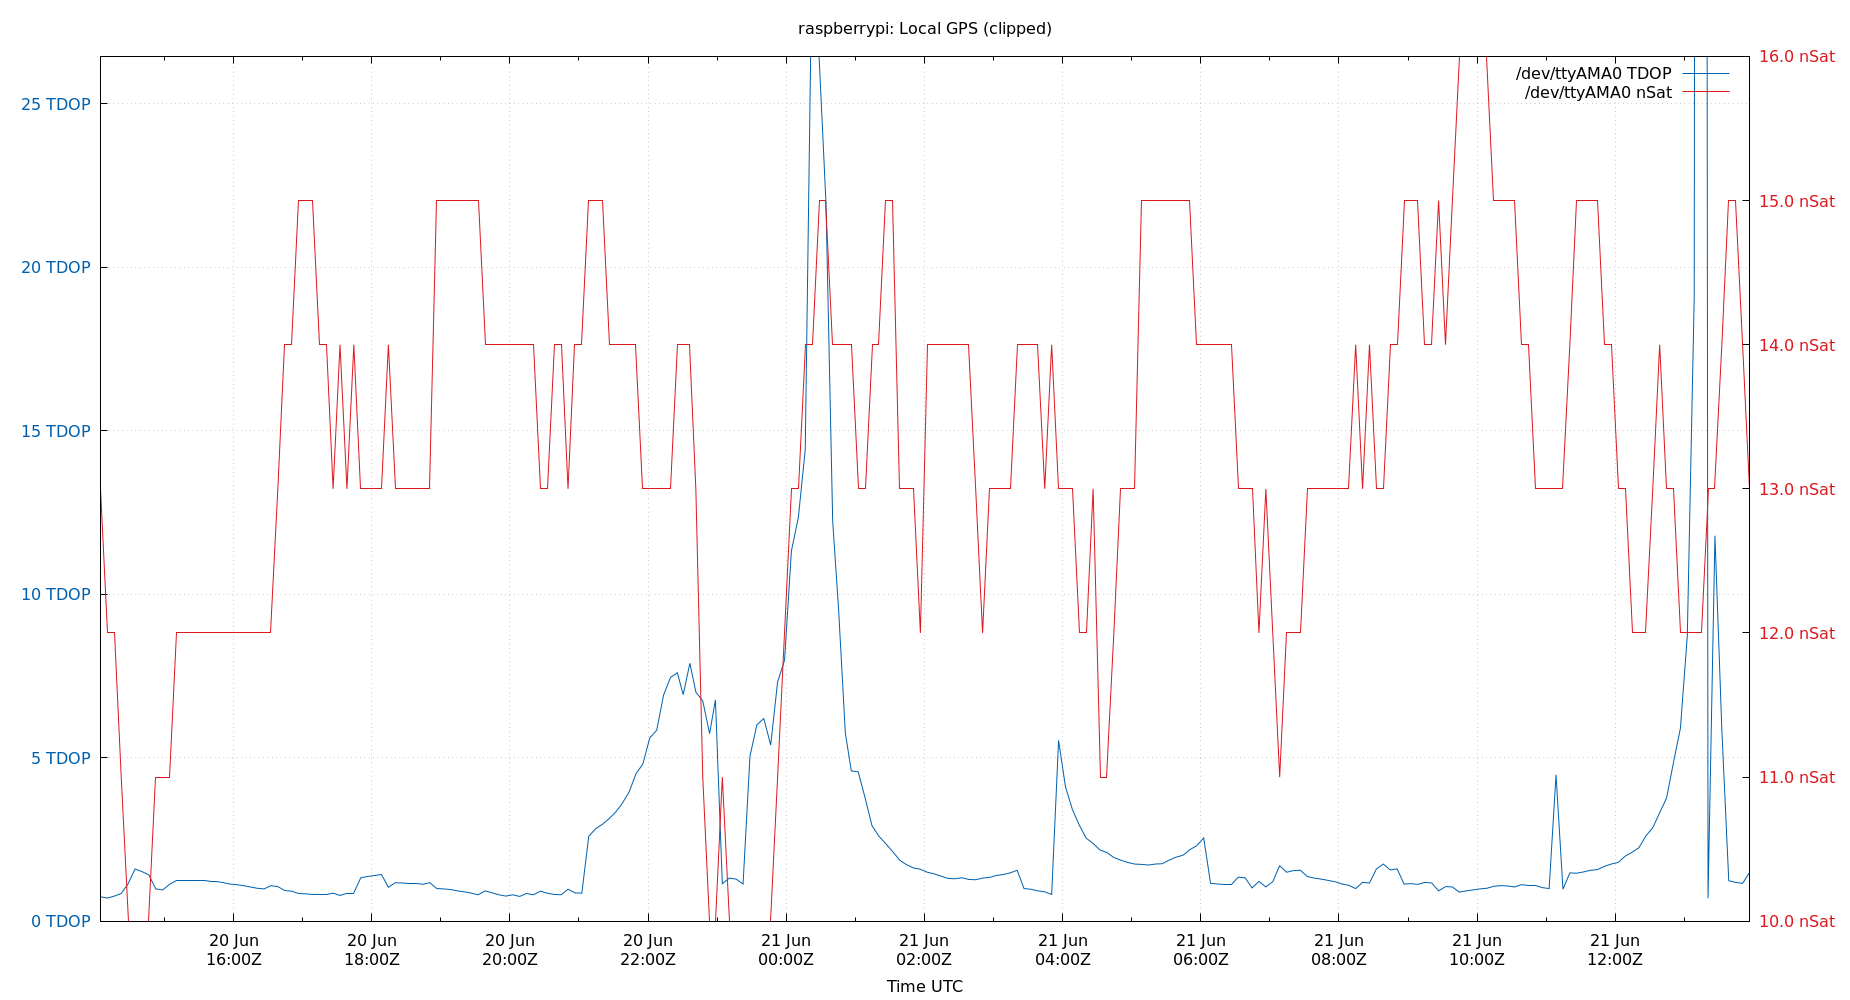 raspberrypi: Local GPS (clipped)
16.0 nSat
/dev/ttyAMA0 TDOP
/dev/ttyAMA0 nSat
25 TDOP
15.0 nSat
20 TDOP
14.0 nSat
15 TDOP
13.0 nSat
10 TDOP
12.0 nSat
5 TDOP
11.0 nSat
0 TDOP
10.0 nSat
20 Jun 20 Jun 20 Jun 20 Jun 21 Jun 21 Jun 21 Jun 21 Jun 21 Jun 21 Jun 21 Jun
16:00Z 18:00Z 20:00Z 22:00Z 00:00Z 02:00Z 04:00Z 06:00Z 08:00Z 10:00Z 12:00Z
Time UTC